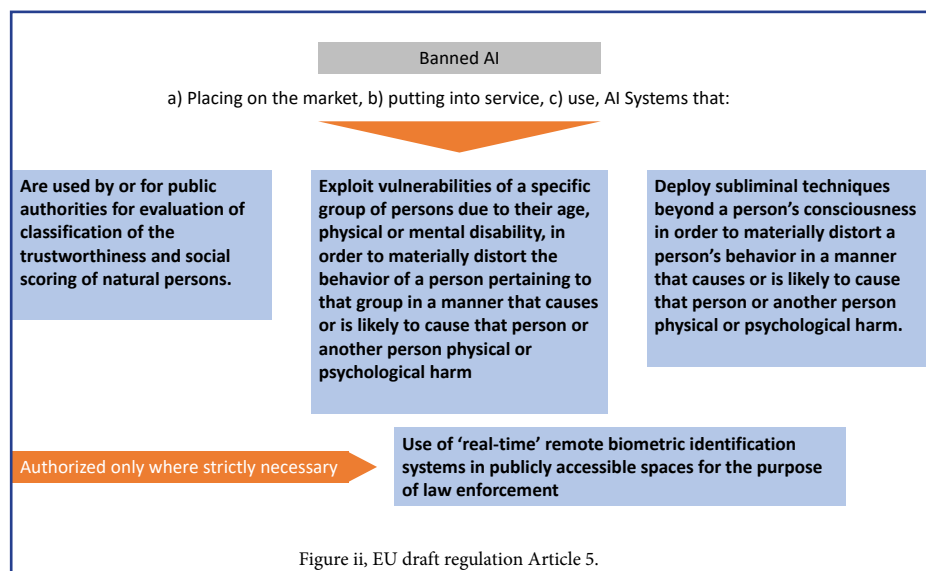 Banned AI
a) Placing on the market, b) putting into service, c) use, AI Systems that:
Are used by or for public
authorities for evaluation of
classification of the
trustworthiness and social
scoring of natural persons.
Exploit vulnerabilities of a specific
group of persons due to their age,
physical or mental disability, in
order to materially distort the
behavior of a person pertaining to
that group in a manner that causes
or is likely to cause that person or
another person physical or
psychological harm
Deploy subliminal techniques
beyond a person’s consciousness
in order to materially distort a
person’s behavior in a manner
that causes or is likely to cause
that person or another person
physical or psychological harm.
Authorized only where strictly necessary
Use of ‘real-time’ remote biometric identification
systems in publicly accessible spaces for the purpose
of law enforcement
Figure ii, EU draft regulation Article 5.